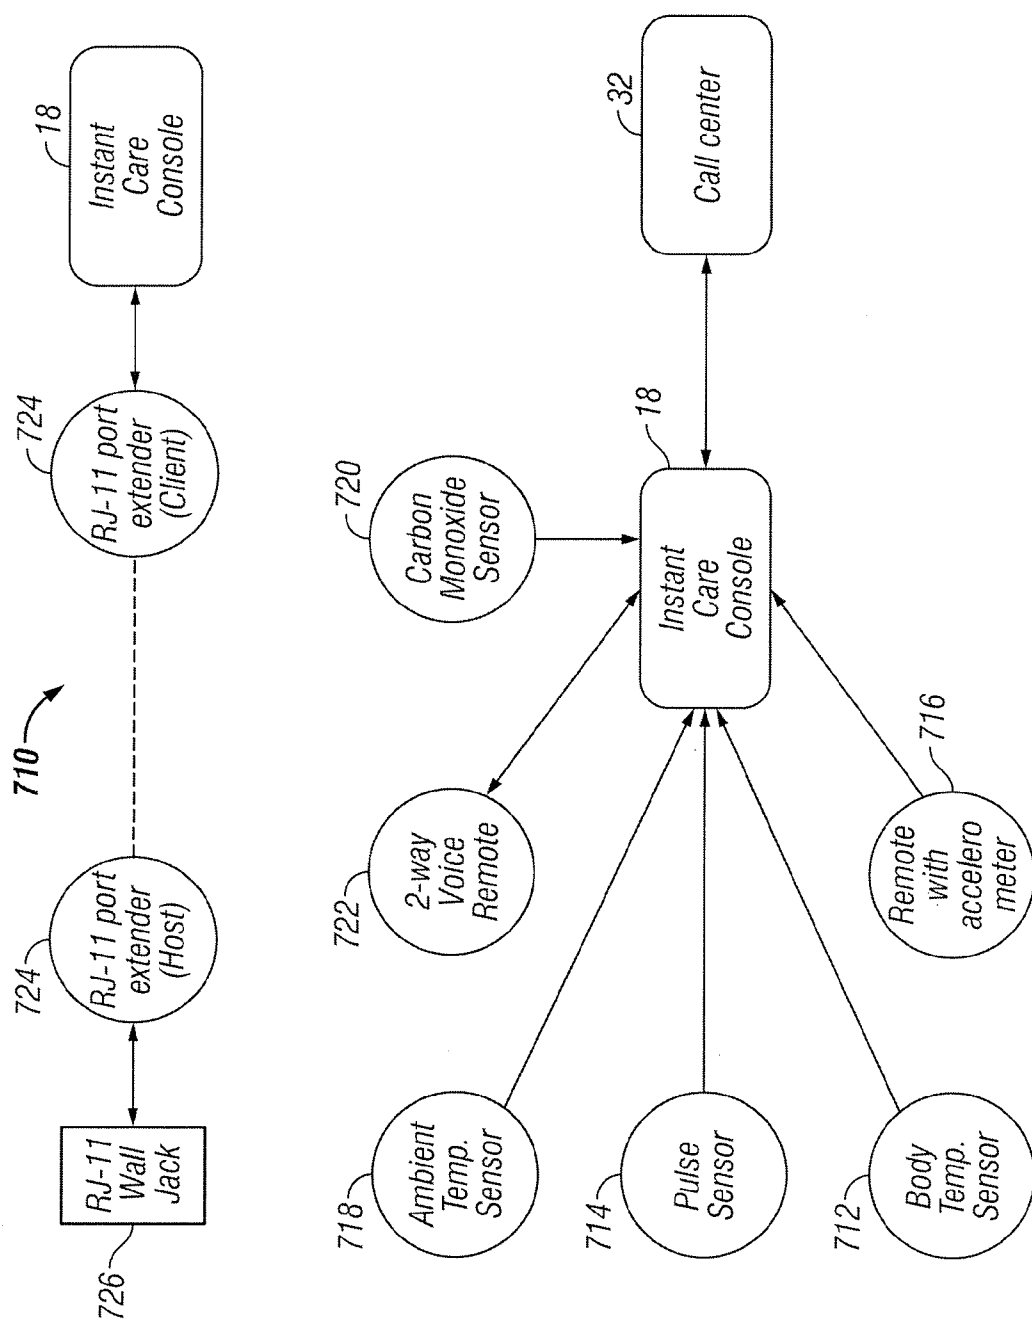 710
726
RJ-11
Wall
Jack
724
RJ-11 port
extender
(Host)
724
RJ-11 port
extender
(Client)
18
Instant
Care
Console
718
Ambient
Temp.
Sensor
722
2-way
Voice
Remote
720
Carbon
Monoxide
Sensor
714
Pulse
Sensor
18
Instant
Care
Console
32
Call center
712
Body
Temp.
Sensor
716
Remote
with
accelero
meter